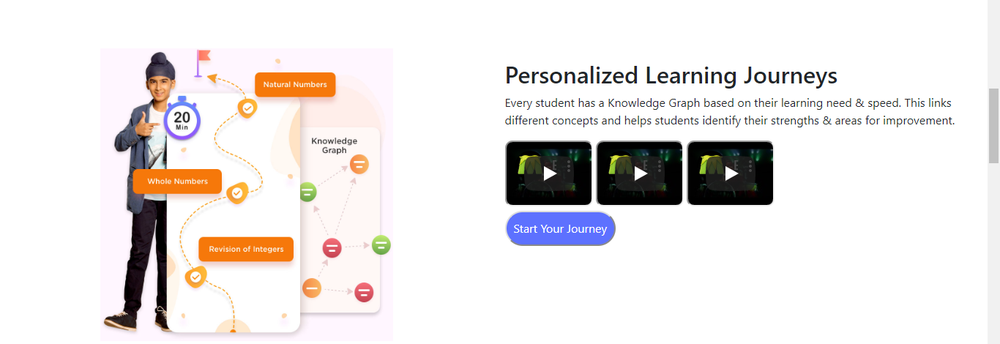 Natural Numbers
20
Min
Knowledge
Graph
Whole Numbers
Revision of Integers
Personalized Learning Journeys
Every student has a Knowledge Graph based on their learning need & speed. This links
different concepts and helps students identify their strengths & areas for improvement.
Start Your Journey